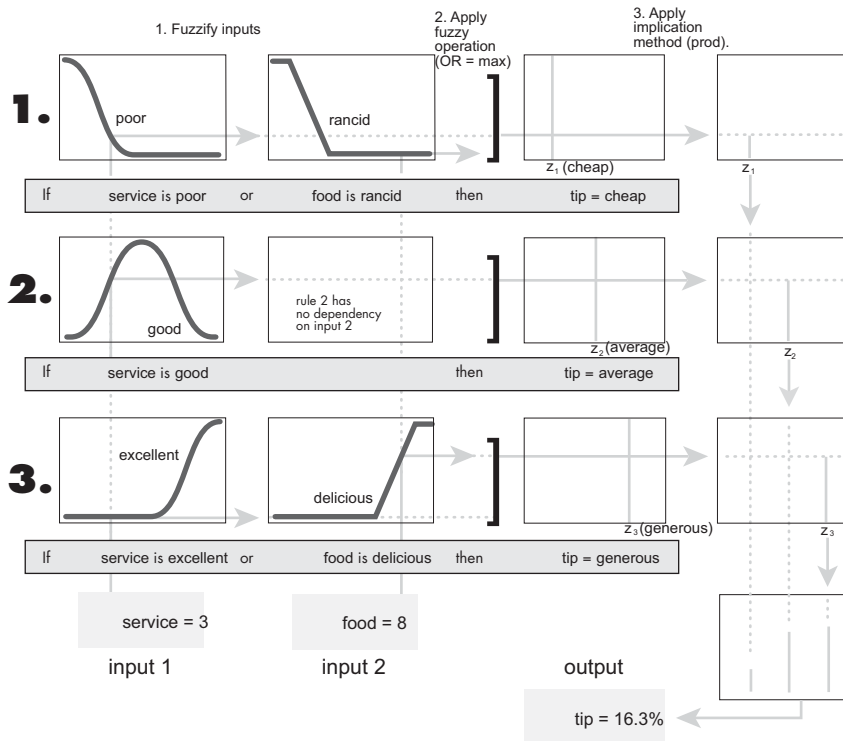 1. Fuzzify inputs
2. Apply
fuzzy
operation
(OR = max)
3. Apply
implication
method (prod).
1.
poor
rancid
z1 (cheap)
z1
If service is poor or food is rancid then tip = cheap
2.
good
rule 2 has
no dependency
on input 2
z2 (average)
z2
If service is good then tip = average
3.
excellent
delicious
z3 (generous)
z3
If service is excellent or food is delicious then tip = generous
service = 3
food = 8
input 1
input 2
output
tip = 16.3%